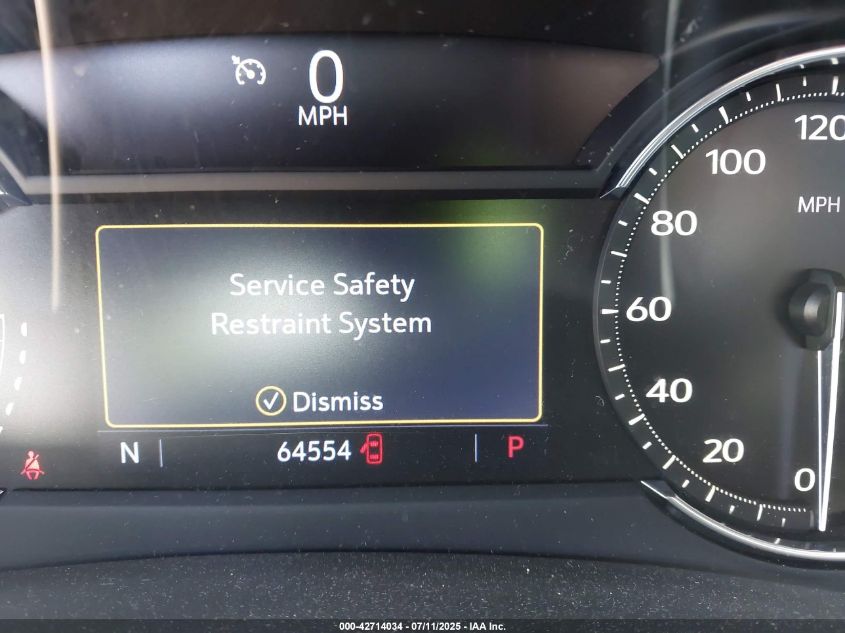 0
MPH
120
100
MPH
80
Service Safety
Restraint System
60
Dismiss
40
N 64554 P
20
0
000-42714034 - 07/11/2025 - IAA Inc.